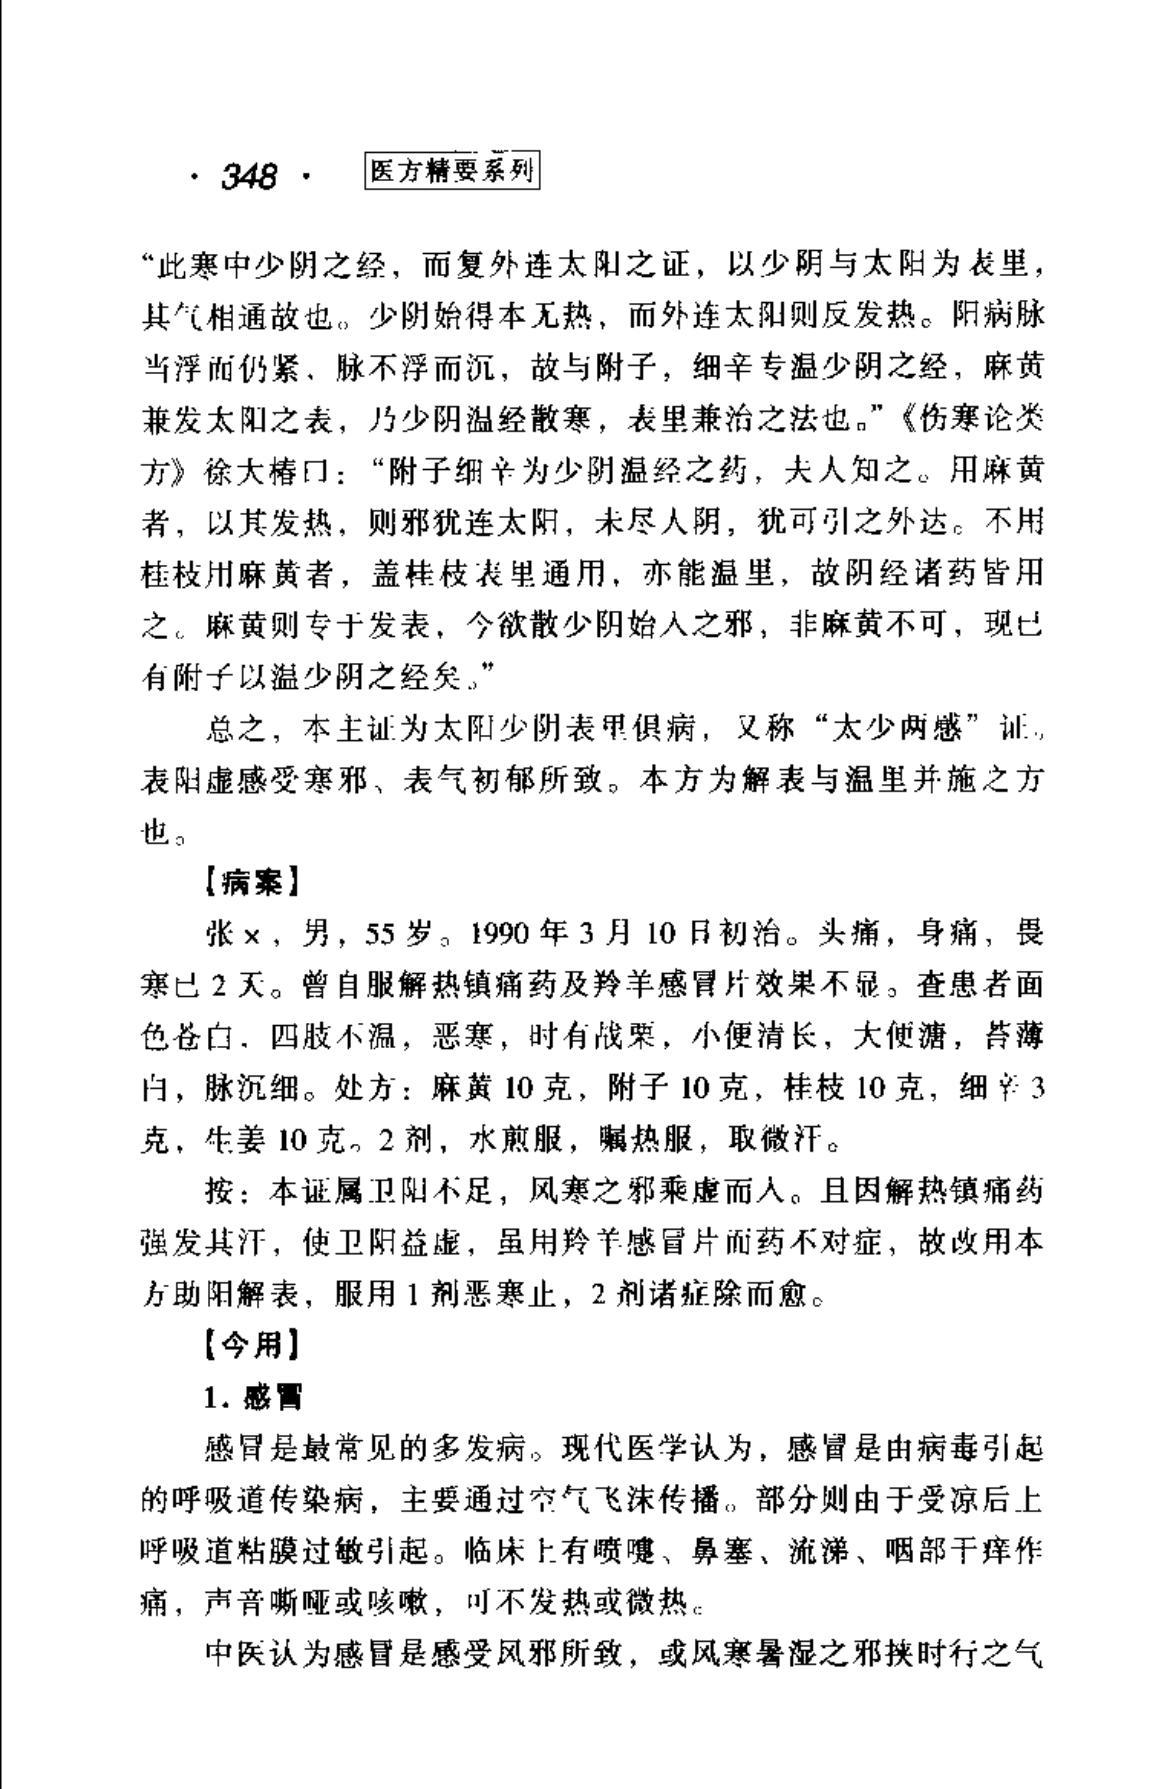 · 348 · 医方精要系列
“此寒中少阴之经，而复外连太阳之证，以少阴与太阳为表里，
其气相通故也。少阴始得本无热，而外连太阳则反发热。阳病脉
当浮而仍紧、脉不浮而沉，故与附子，细辛专温少阴之经，麻黄
兼发太阳之表，乃少阴温经散寒，表里兼治之法也。”《伤寒论类
方》徐大椿曰：“附子细辛为少阴温经之药，夫人知之。用麻黄
者，以其发热，则邪犹连太阳，未尽入阴，犹可引之外达。不用
桂枝用麻黄者，盖桂枝表里通用，亦能温里，故阴经诸药皆用
之。麻黄则专于发表，今欲散少阴始入之邪，非麻黄不可，现已
有附子以温少阴之经矣。”
总之，本主证为太阳少阴表里俱病，又称“太少两感”证。
表阳虚感受寒邪、表气初郁所致。本方为解表与温里并施之方
也。
【病案】
张×，男，55岁。1990年3月10日初治。头痛，身痛，畏
寒已2天。曾自服解热镇痛药及羚羊感冒片效果不显。查患者面
色苍白．四肢不温，恶寒，时有战栗，小便清长，大便溏，苔薄
白，脉沉细。处方：麻黄10克，附子10克，桂枝10克，细辛3
克，生姜10克。2剂，水煎服，嘱热服，取微汗。
按：本证属卫阳不足，风寒之邪乘虚而入。且因解热镇痛药
强发其汗，使卫阳益虚，虽用羚羊感冒片而药不对症，故改用本
方助阳解表，服用1剂恶寒止，2剂诸症除而愈。
【今用】
1. 感冒
感冒是最常见的多发病。现代医学认为，感冒是由病毒引起
的呼吸道传染病，主要通过空气飞沫传播。部分则由于受凉后上
呼吸道粘膜过敏引起。临床上有喷嚏、鼻塞、流涕、咽部干痒作
痛，声音嘶哑或咳嗽，可不发热或微热。
中医认为感冒是感受风邪所致，或风寒暑湿之邪挟时行之气